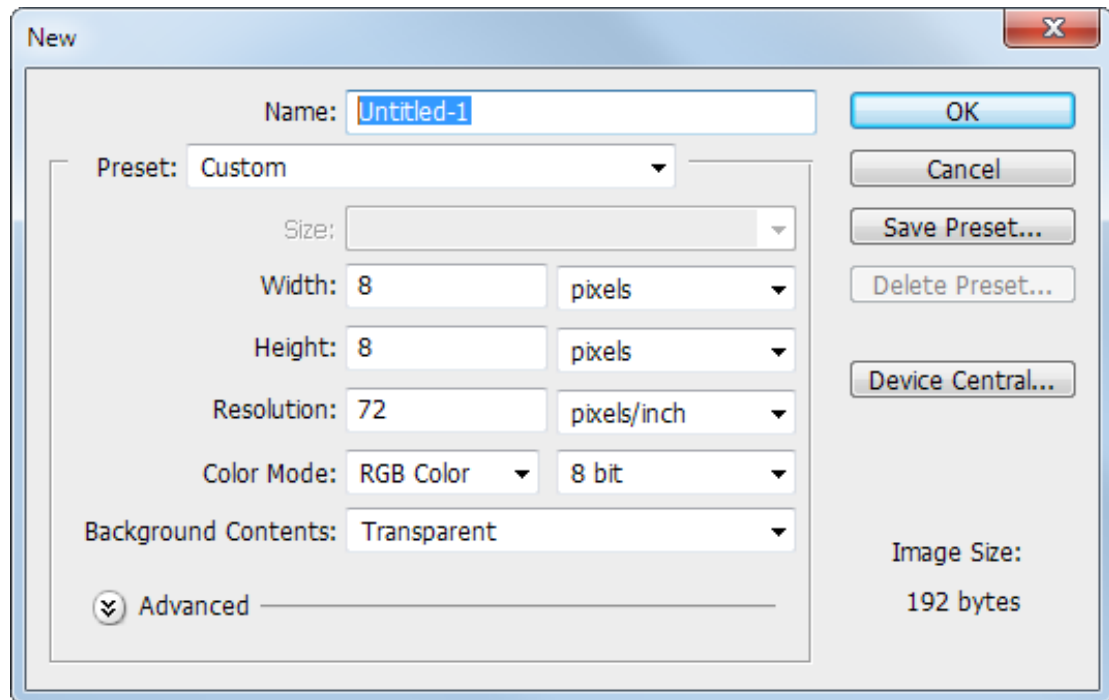 New
Name: Untitled-1
OK
Preset: Custom
Cancel
Size:
Save Preset...
Width: 8 pixels
Delete Preset...
Height: 8 pixels
Device Central...
Resolution: 72 pixels/inch
Color Mode: RGB Color 8 bit
Background Contents: Transparent
Image Size:
Advanced
192 bytes